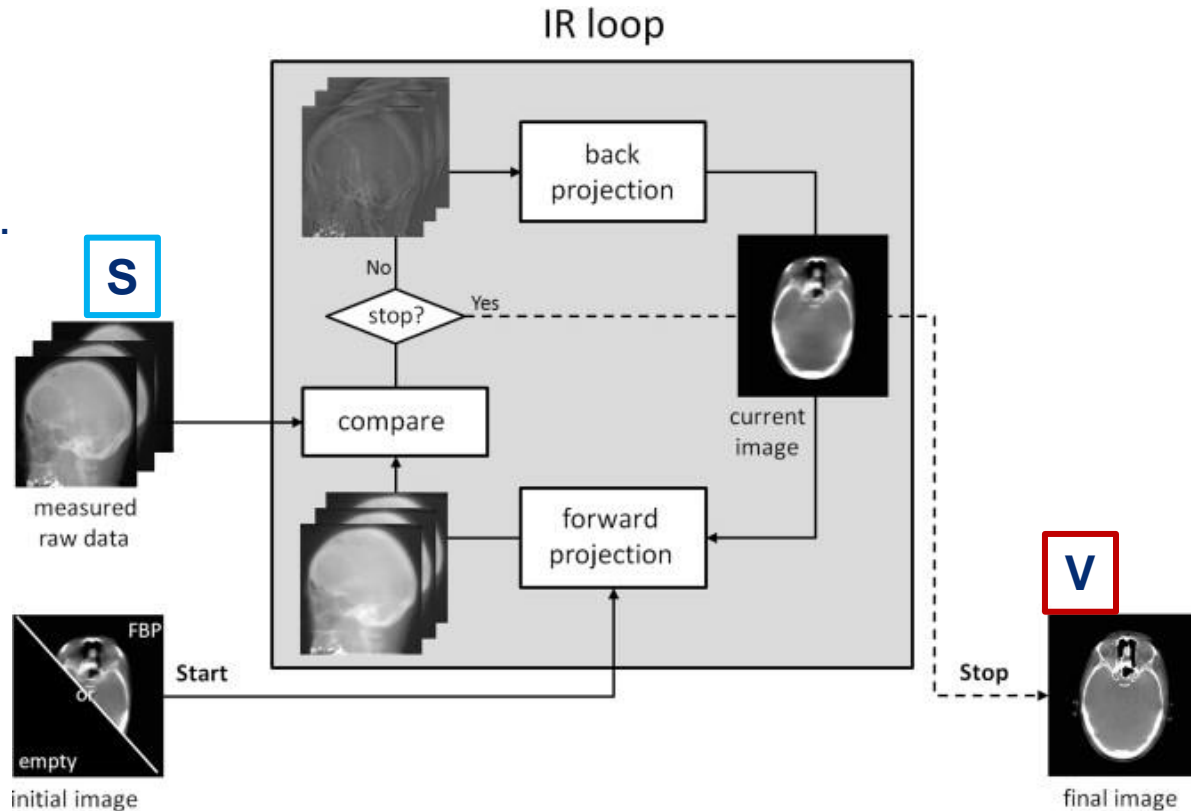 IR loop
back
projection
.
S
No
stop?
Yes
compare
current
image
measured
raw data
forward
projection
V
FBP
or
empty
Start
Stop
initial image
final image